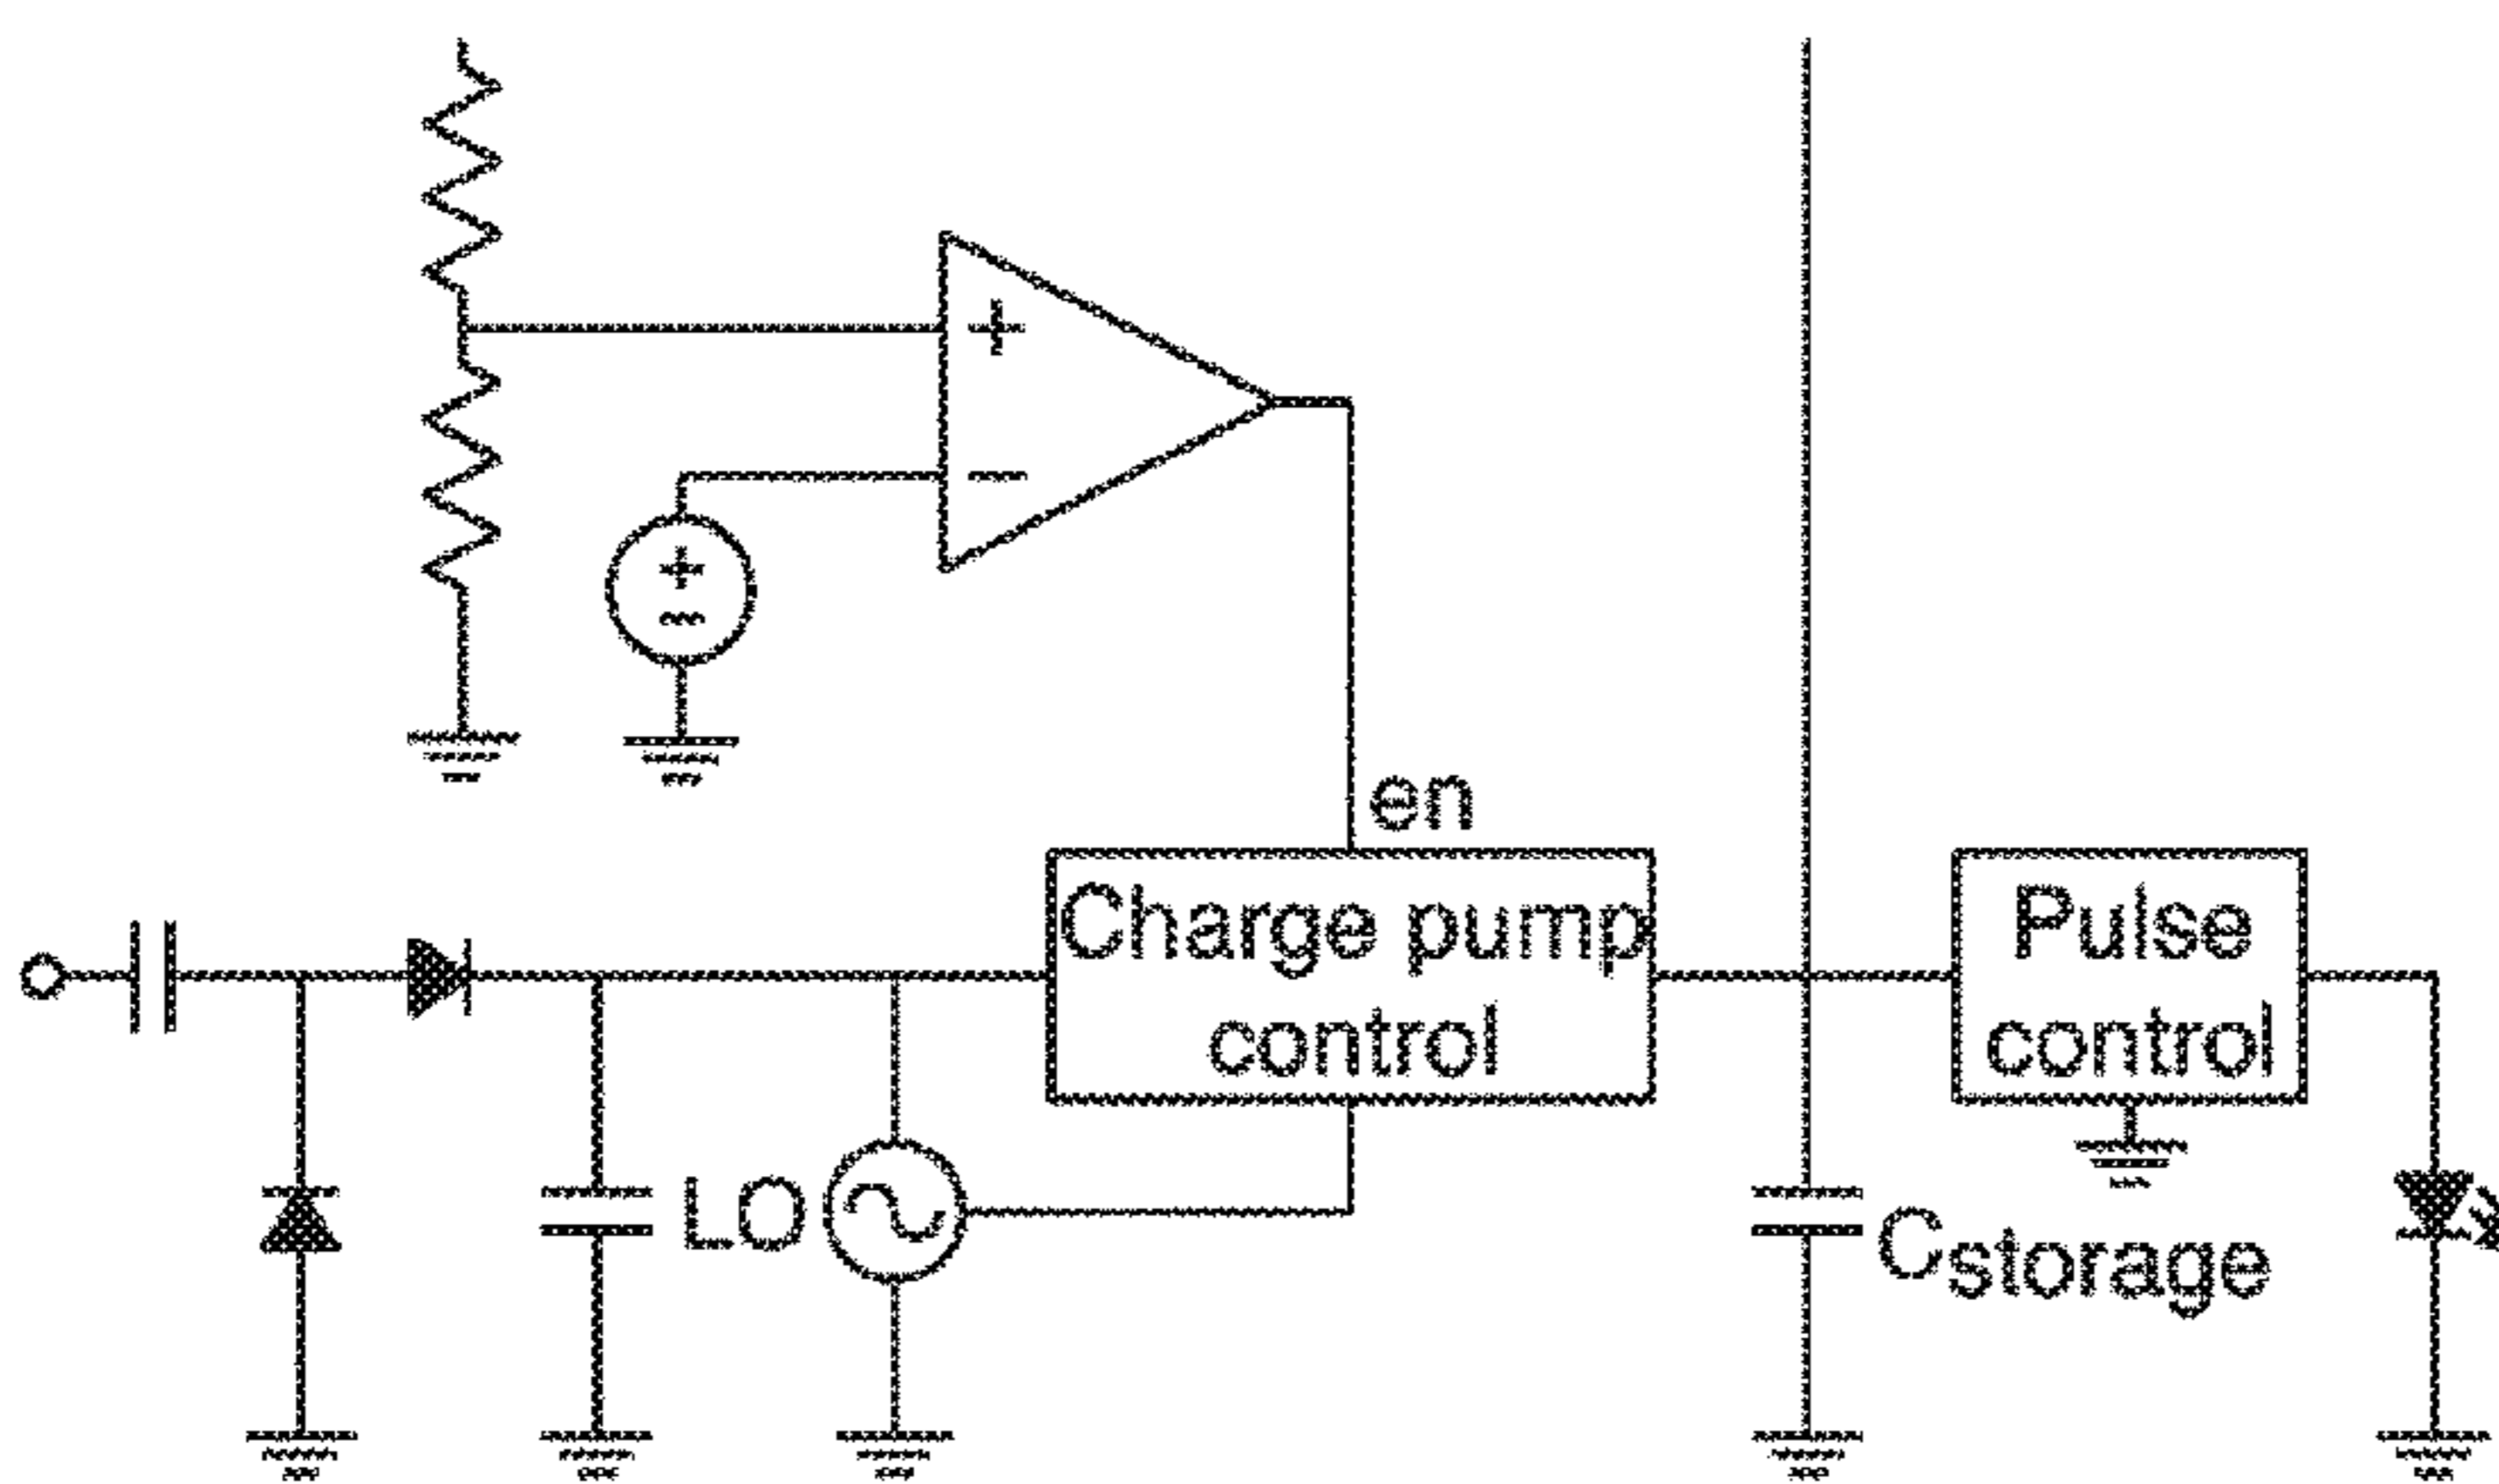 +
−
+
−
en
Charge pump
control
Pulse
control
LO
Cstorage